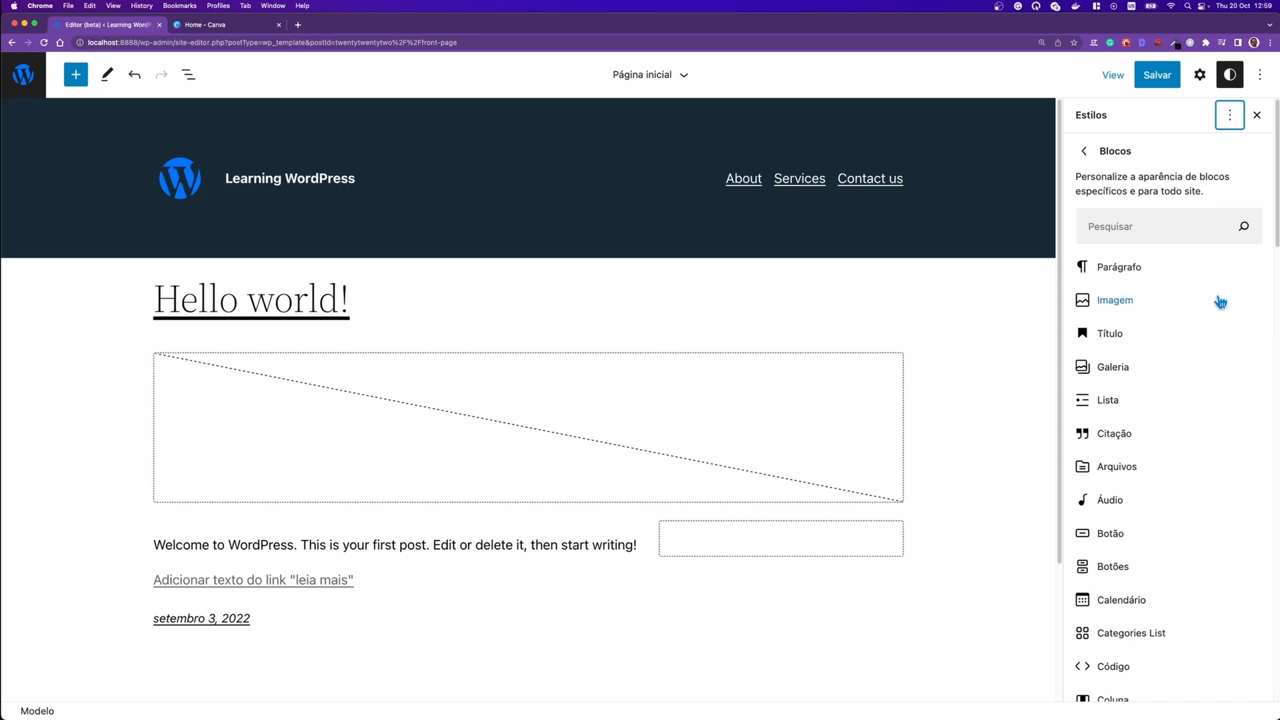 Chrome File Edit View History Bookmarks Profiles Tab Window Help
Thu 20 Oct 12:59
Editor (beta) ‹ Learning WordPr
Home - Canva
localhost:8888/wp-admin/site-editor.php?postType=wp_template&postId=twentytwentytwo%2F%2Ffront-page
Página inicial
View
Salvar
Estilos
Blocos
Personalize a aparência de blocos
específicos e para todo site.
Pesquisar
Parágrafo
Imagem
Título
Galeria
Lista
Citação
Arquivos
Áudio
Botão
Botões
Calendário
Categories List
Código
Coluna
Learning WordPress
About Services Contact us
Hello world!
Welcome to WordPress. This is your first post. Edit or delete it, then start writing!
Adicionar texto do link "leia mais"
setembro 3, 2022
Modelo